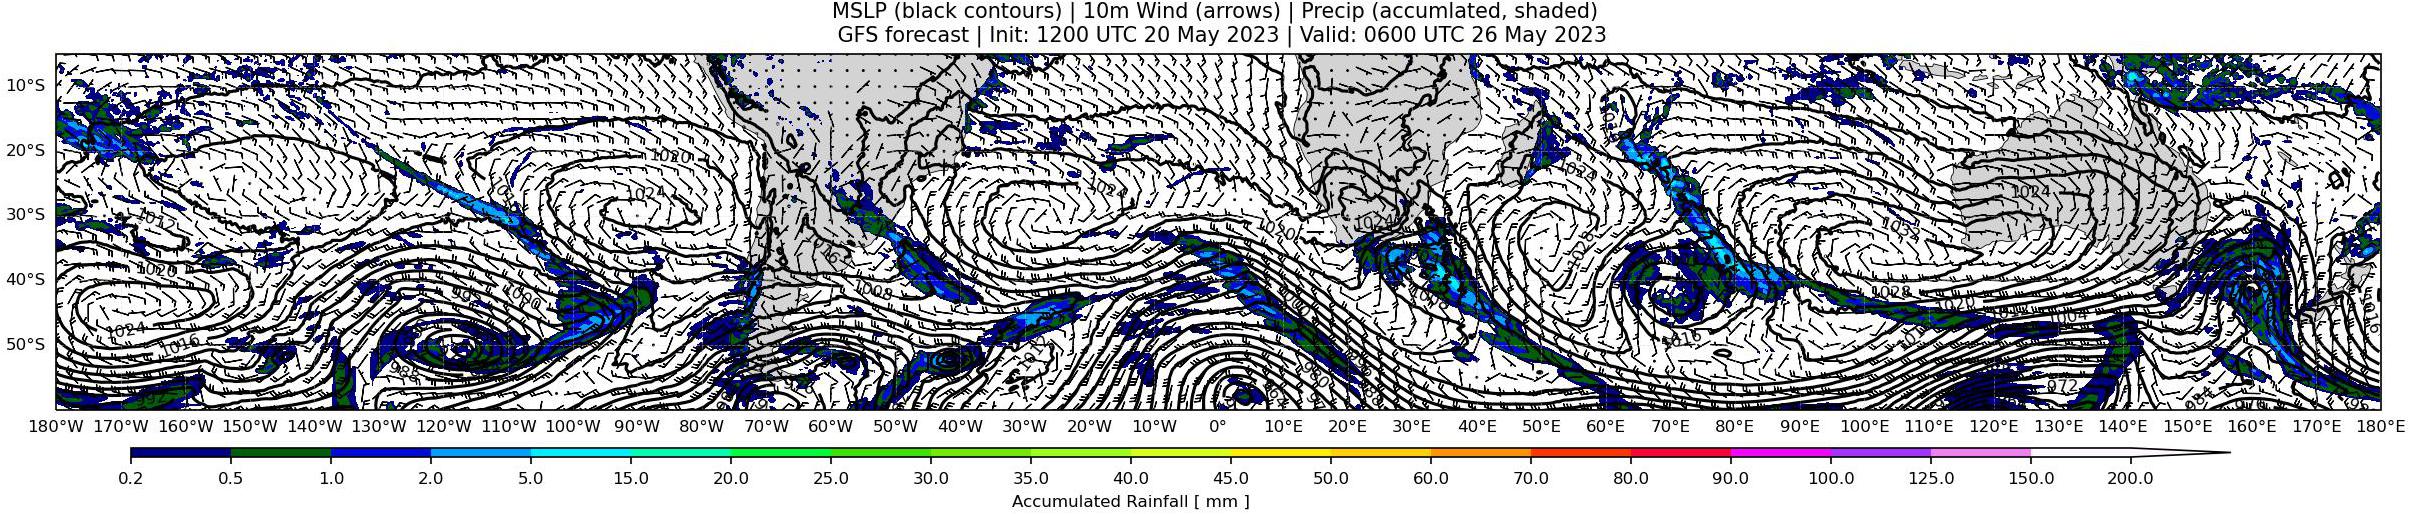 MSLP (black contours) | 10m Wind (arrows) | Precip (accumlated, shaded)
GFS forecast | Init: 1200 UTC 20 May 2023 | Valid: 0600 UTC 26 May 2023
10°S
20°S
30°S
40°S
50°S
1020
1024
1024
1024
1024
1024
1012
1020
1028
1032
1020
1000
1008
1028
1020
1004
1024
1016
1016
988
972
984
180°W 170°W 160°W 150°W 140°W 130°W 120°W 110°W 100°W 90°W 80°W 70°W 60°W 50°W 40°W 30°W 20°W 10°W 0° 10°E 20°E 30°E 40°E 50°E 60°E 70°E 80°E 90°E 100°E 110°E 120°E 130°E 140°E 150°E 160°E 170°E 180°E
0.2 0.5 1.0 2.0 5.0 15.0 20.0 25.0 30.0 35.0 40.0 45.0 50.0 60.0 70.0 80.0 90.0 100.0 125.0 150.0 200.0
Accumulated Rainfall [ mm ]